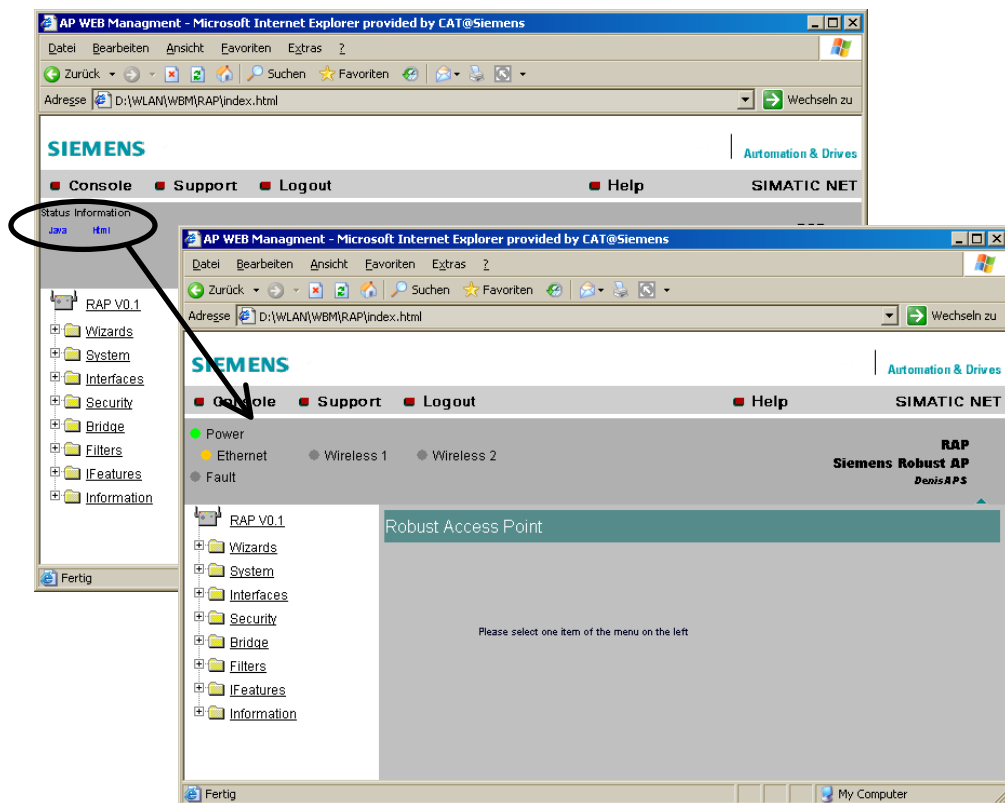 AP WEB Managment - Microsoft Internet Explorer provided by CAT@Siemens
Datei Bearbeiten Ansicht Favoriten Extras ?
Zurück Suchen Favoriten
Adresse D:\WLAN\WBM\RAP\index.html Wechseln zu
SIEMENS
Automation & Drives
Console Support Logout Help SIMATIC NET
Status Information
Java Html
RAP V0.1
Wizards
System
Interfaces
Security
Bridge
Filters
IFeatures
Information
Fertig
AP WEB Managment - Microsoft Internet Explorer provided by CAT@Siemens
Datei Bearbeiten Ansicht Favoriten Extras ?
Zurück Suchen Favoriten
Adresse D:\WLAN\WBM\RAP\index.html Wechseln zu
SIEMENS
Automation & Drives
Console Support Logout Help SIMATIC NET
Power
Ethernet Wireless 1 Wireless 2
Fault
RAP
Siemens Robust AP
DenisAPS
RAP V0.1
Wizards
System
Interfaces
Security
Bridge
Filters
IFeatures
Information
Robust Access Point
Please select one item of the menu on the left
Fertig My Computer